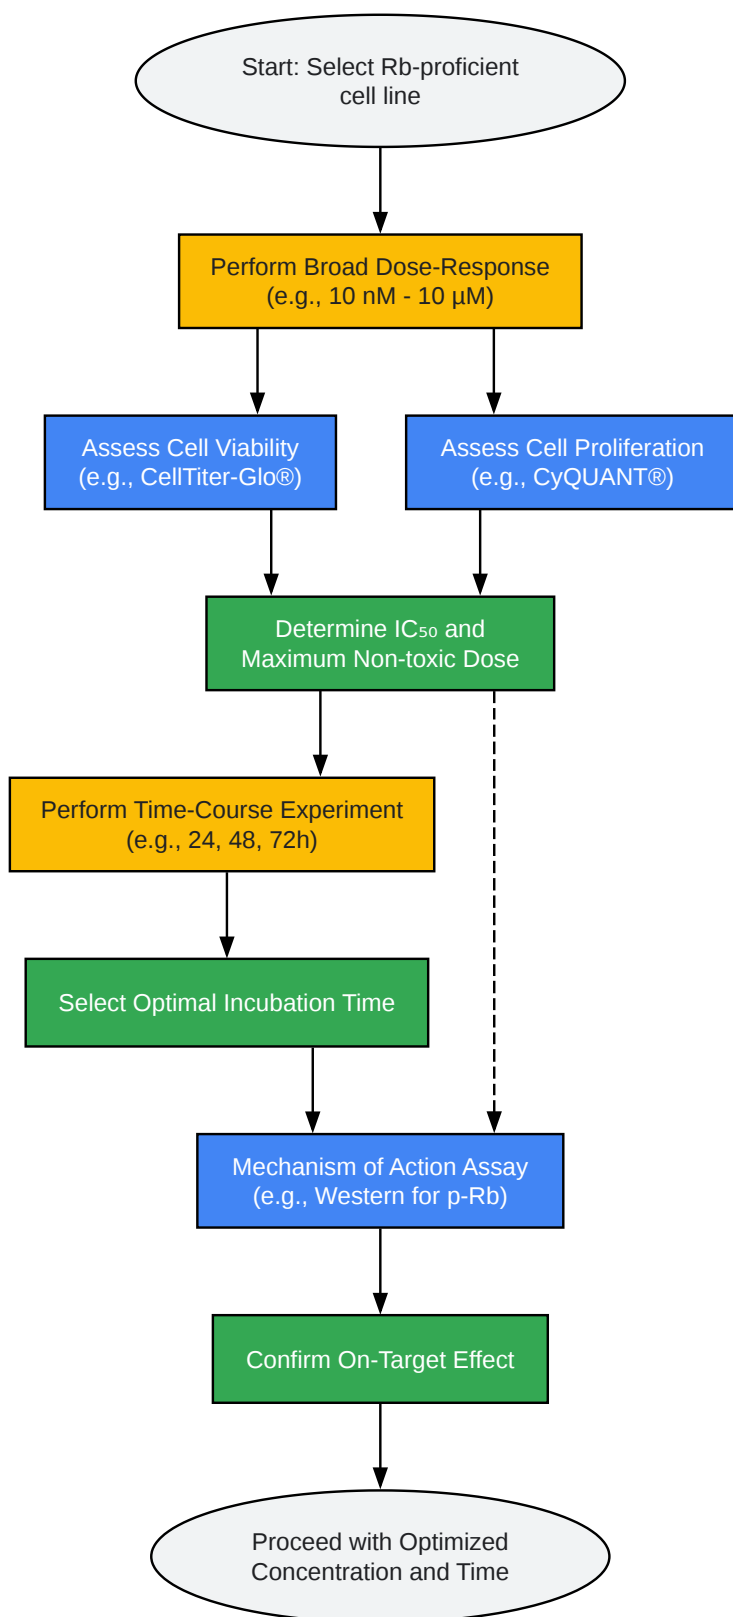 Start: Select Rb-proficient
cell line
Perform Broad Dose-Response
(e.g., 10 nM - 10 µM)
Assess Cell Viability
(e.g., CellTiter-Glo®)
Assess Cell Proliferation
(e.g., CyQUANT®)
Determine IC₅₀ and
Maximum Non-toxic Dose
Perform Time-Course Experiment
(e.g., 24, 48, 72h)
Select Optimal Incubation Time
Mechanism of Action Assay
(e.g., Western for p-Rb)
Confirm On-Target Effect
Proceed with Optimized
Concentration and Time